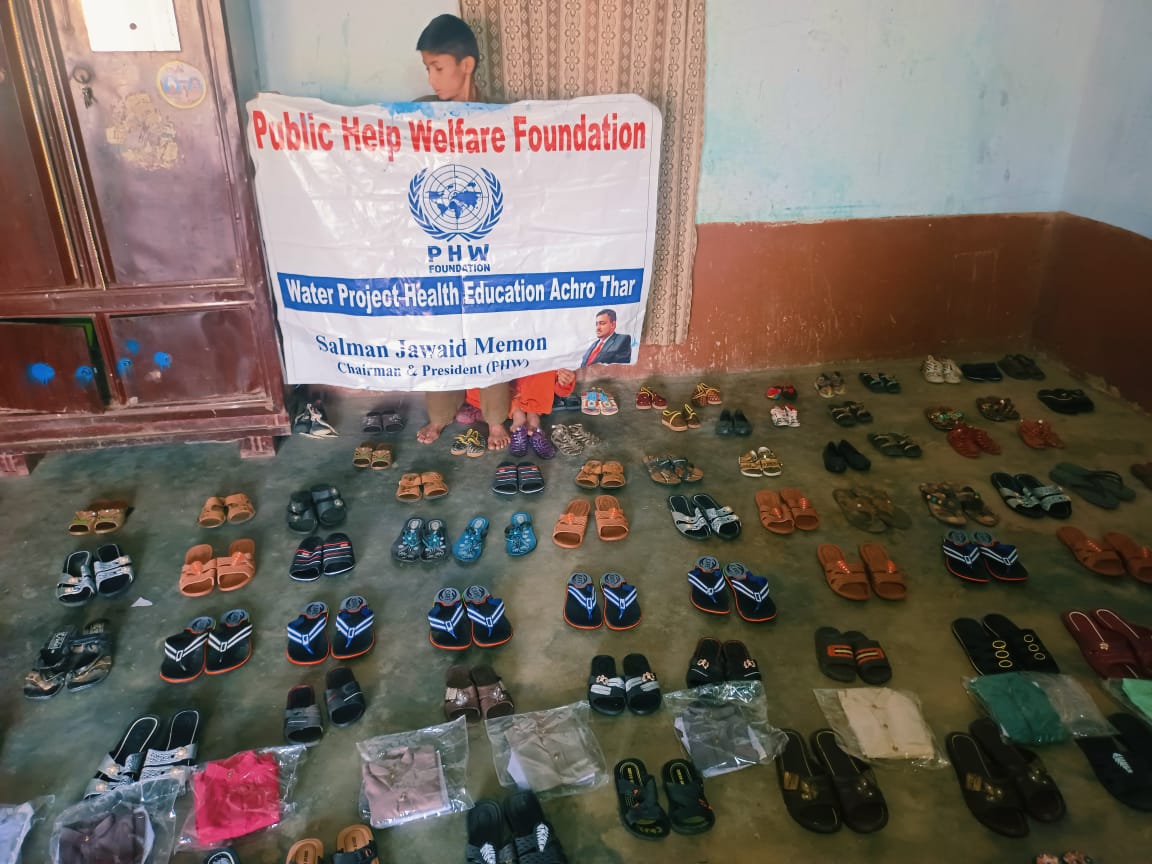 Public Help Welfare Foundation
PHW
FOUNDATION
Water Project Health Education Achro Thar
Salman Jawaid Memon
Chairman & President (PHW)